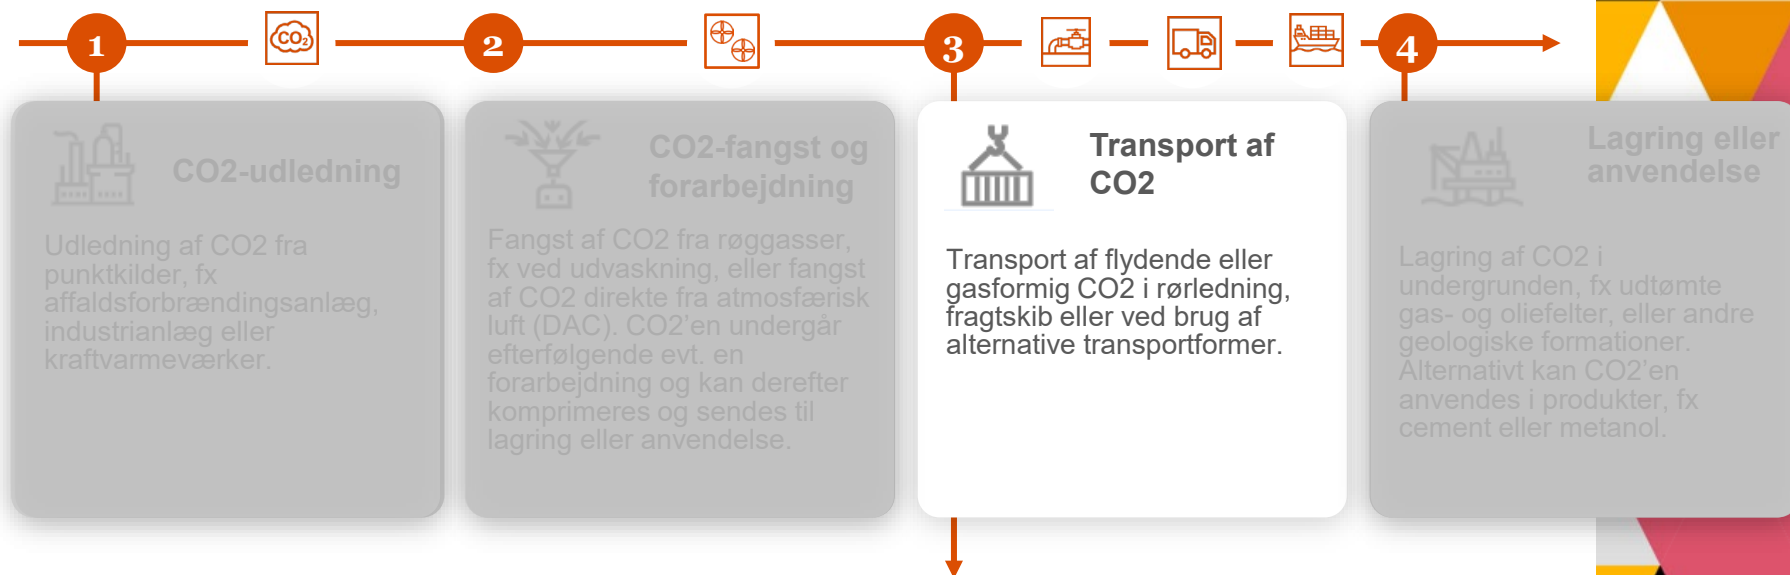 1
CO2
2
3
4
CO2-udledning
Udledning af CO2 fra
punktkilder, fx
affaldsforbrændingsanlæg,
industrianlæg eller
kraftvarmeværker.
CO2-fangst og
forarbejdning
Fangst af CO2 fra røggasser,
fx ved udvaskning, eller fangst
af CO2 direkte fra atmosfærisk
luft (DAC). CO2’en undergår
efterfølgende evt. en
forarbejdning og kan derefter
komprimeres og sendes til
lagring eller anvendelse.
Transport af
CO2
Transport af flydende eller
gasformig CO2 i rørledning,
fragtskib eller ved brug af
alternative transportformer.
Lagring eller
anvendelse
Lagring af CO2 i
undergrunden, fx udtømte
gas- og oliefelter, eller andre
geologiske formationer.
Alternativt kan CO2’en
anvendes i produkter, fx
cement eller metanol.